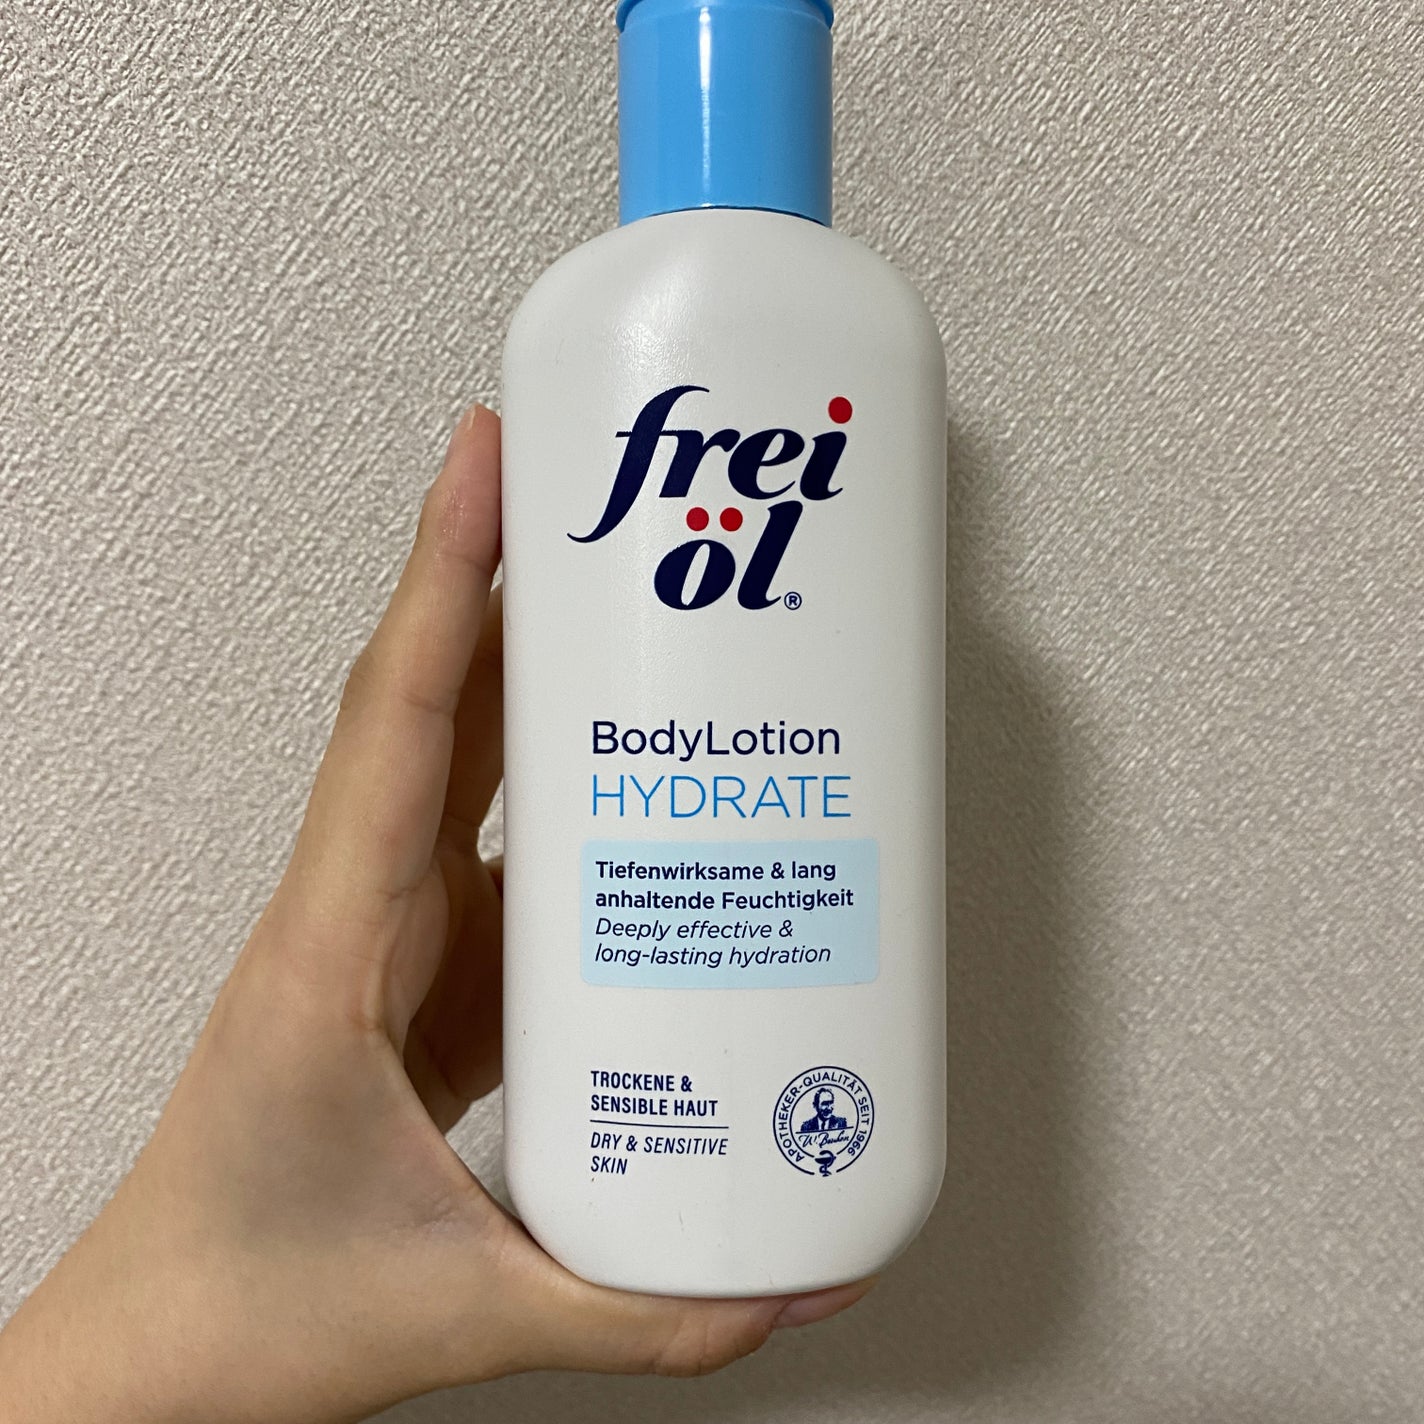 frei
öl®
BodyLotion
HYDRATE
Tiefenwirksame & lang
anhaltende Feuchtigkeit
Deeply effective &
long-lasting hydration
TROCKENE &
SENSIBLE HAUT
DRY & SENSITIVE
SKIN
APOTHEKER-QUALITÄT SEIT 1966